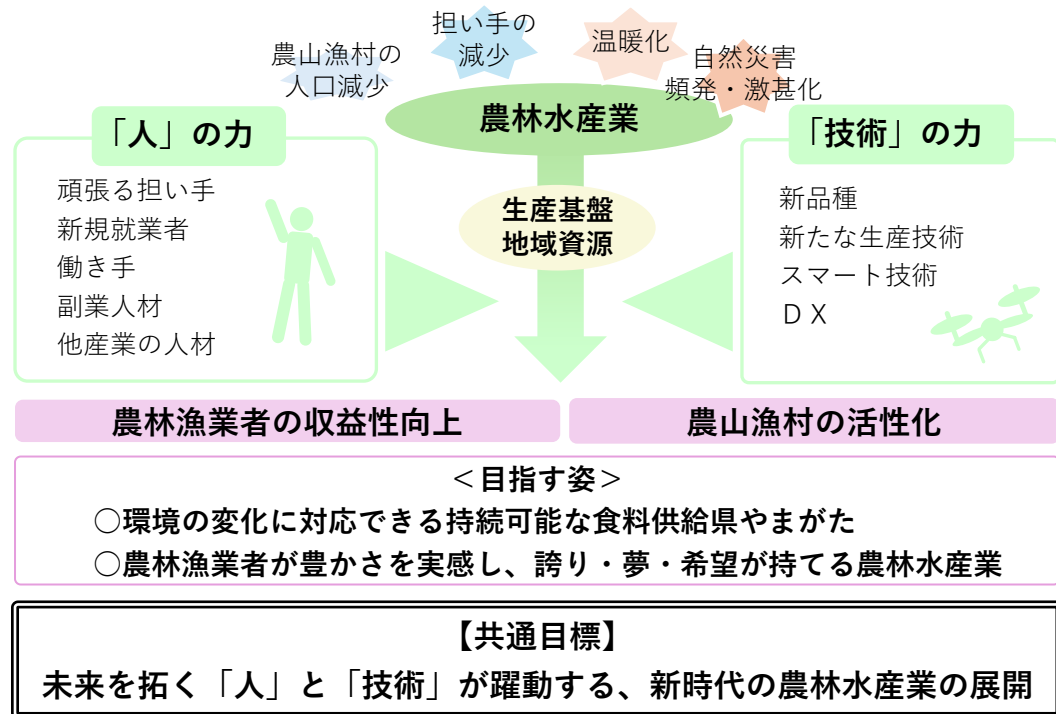 農山漁村の
人口減少
担い手の
減少
温暖化
自然災害
頻発・激甚化
農林水産業
「人」の力
頑張る担い手
新規就業者
働き手
副業人材
他産業の人材
生産基盤
地域資源
「技術」の力
新品種
新たな生産技術
スマート技術
ＤＸ
農林漁業者の収益性向上
農山漁村の活性化
＜目指す姿＞
○環境の変化に対応できる持続可能な食料供給県やまがた
○農林漁業者が豊かさを実感し、誇り・夢・希望が持てる農林水産業
【共通目標】
未来を拓く「人」と「技術」が躍動する、新時代の農林水産業の展開